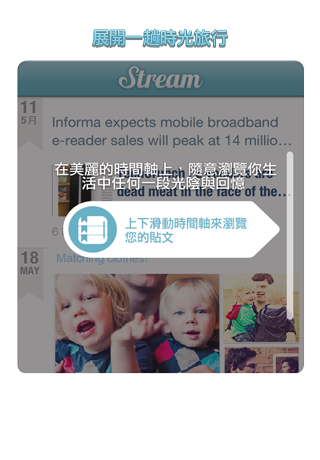 展開一趟時光旅行
Stream
11
5月
Informa expects mobile broadband
e-reader sales will peak at 14 millio...
在美麗的時間軸上，隨意瀏覽你生
活中任何一段光陰與回憶
dead meat in the face of the...
上下滑動時間軸來瀏覽
您的貼文
6
18
MAY
Matching clothes!